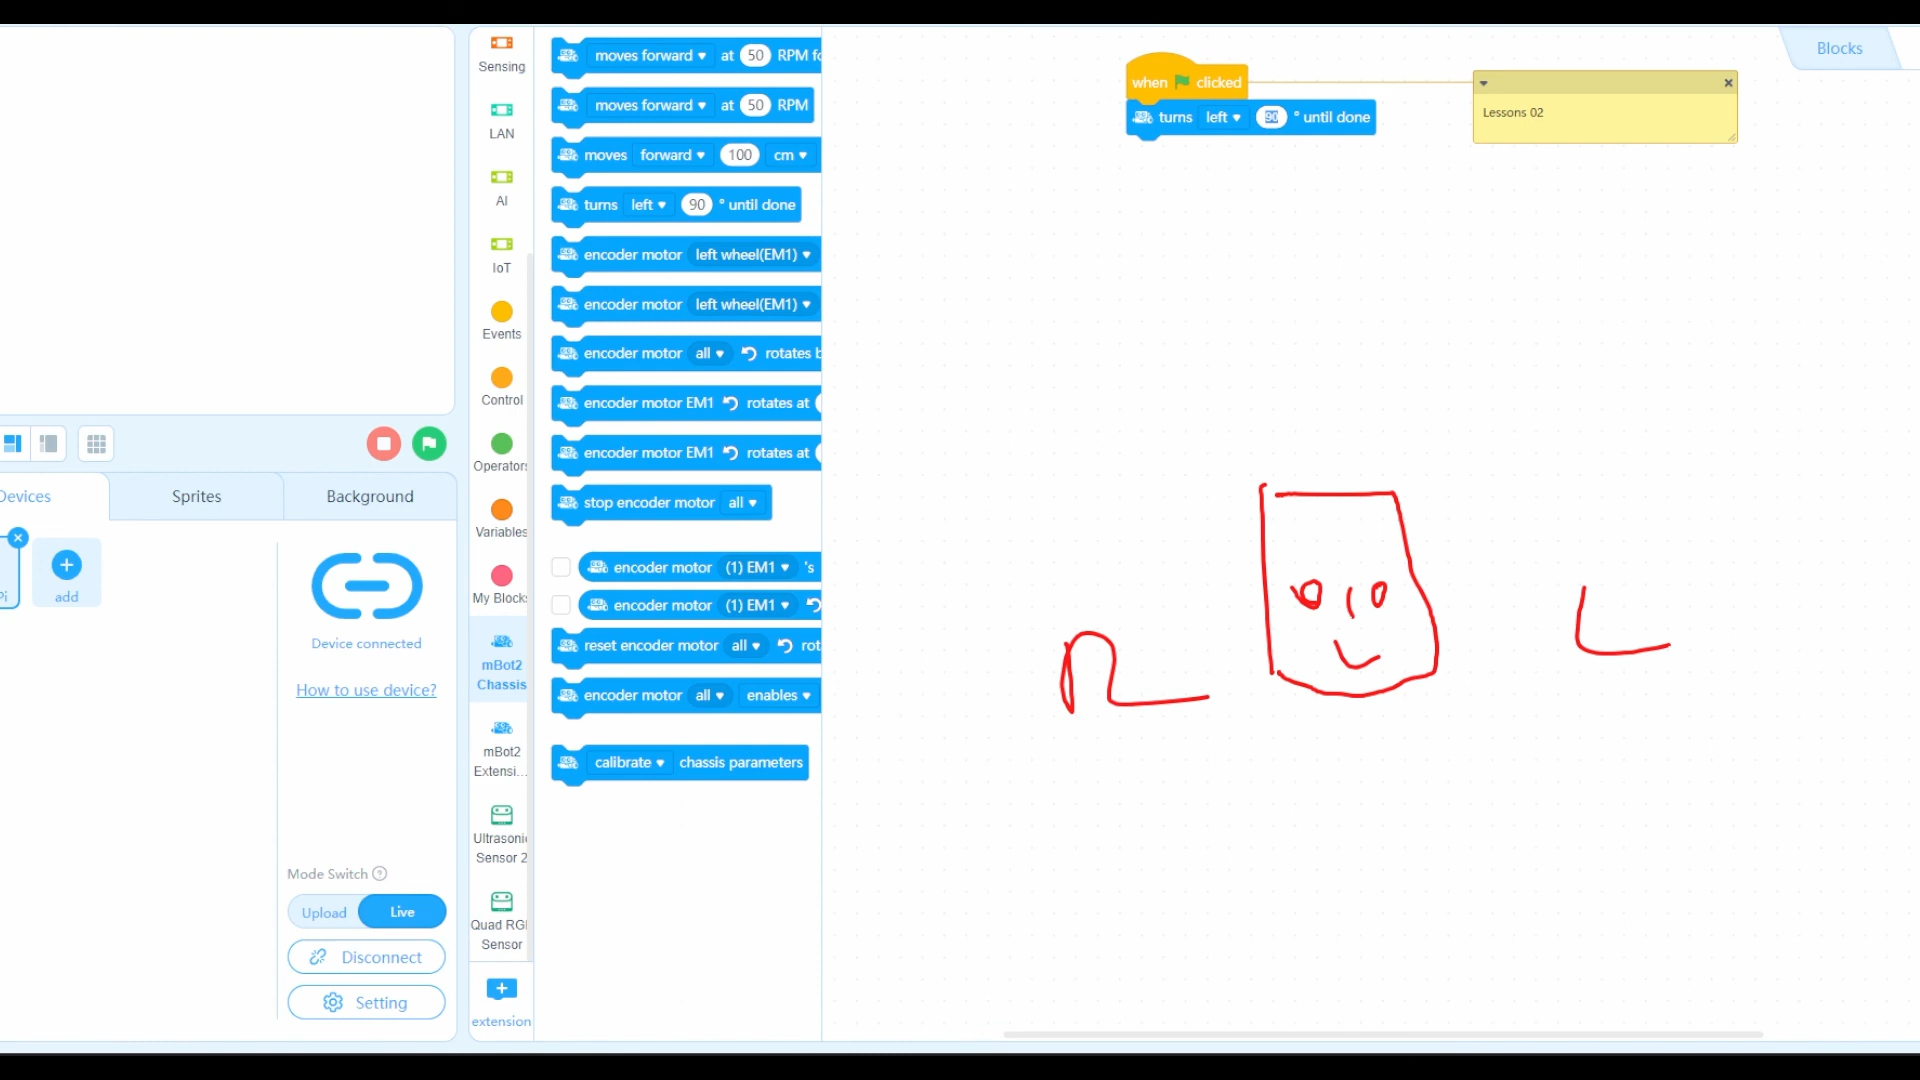 Blocks
when clicked
turns left 90 ° until done
Lessons 02
Sensing
LAN
AI
IoT
Events
Control
Operators
Variables
My Blocks
mBot2
Chassis
mBot2
Extensi...
Ultrasonic
Sensor 2
Quad RGB
Sensor
extension
moves forward at 50 RPM fo
moves forward at 50 RPM
moves forward 100 cm
turns left 90 ° until done
encoder motor left wheel(EM1)
encoder motor left wheel(EM1)
encoder motor all rotates b
encoder motor EM1 rotates at
encoder motor EM1 rotates at
stop encoder motor all
encoder motor (1) EM1 's
encoder motor (1) EM1
reset encoder motor all rot
encoder motor all enables
calibrate chassis parameters
Devices
Sprites
Background
Pi
add
Device connected
How to use device?
Mode Switch ?
Upload Live
Disconnect
Setting
R
L